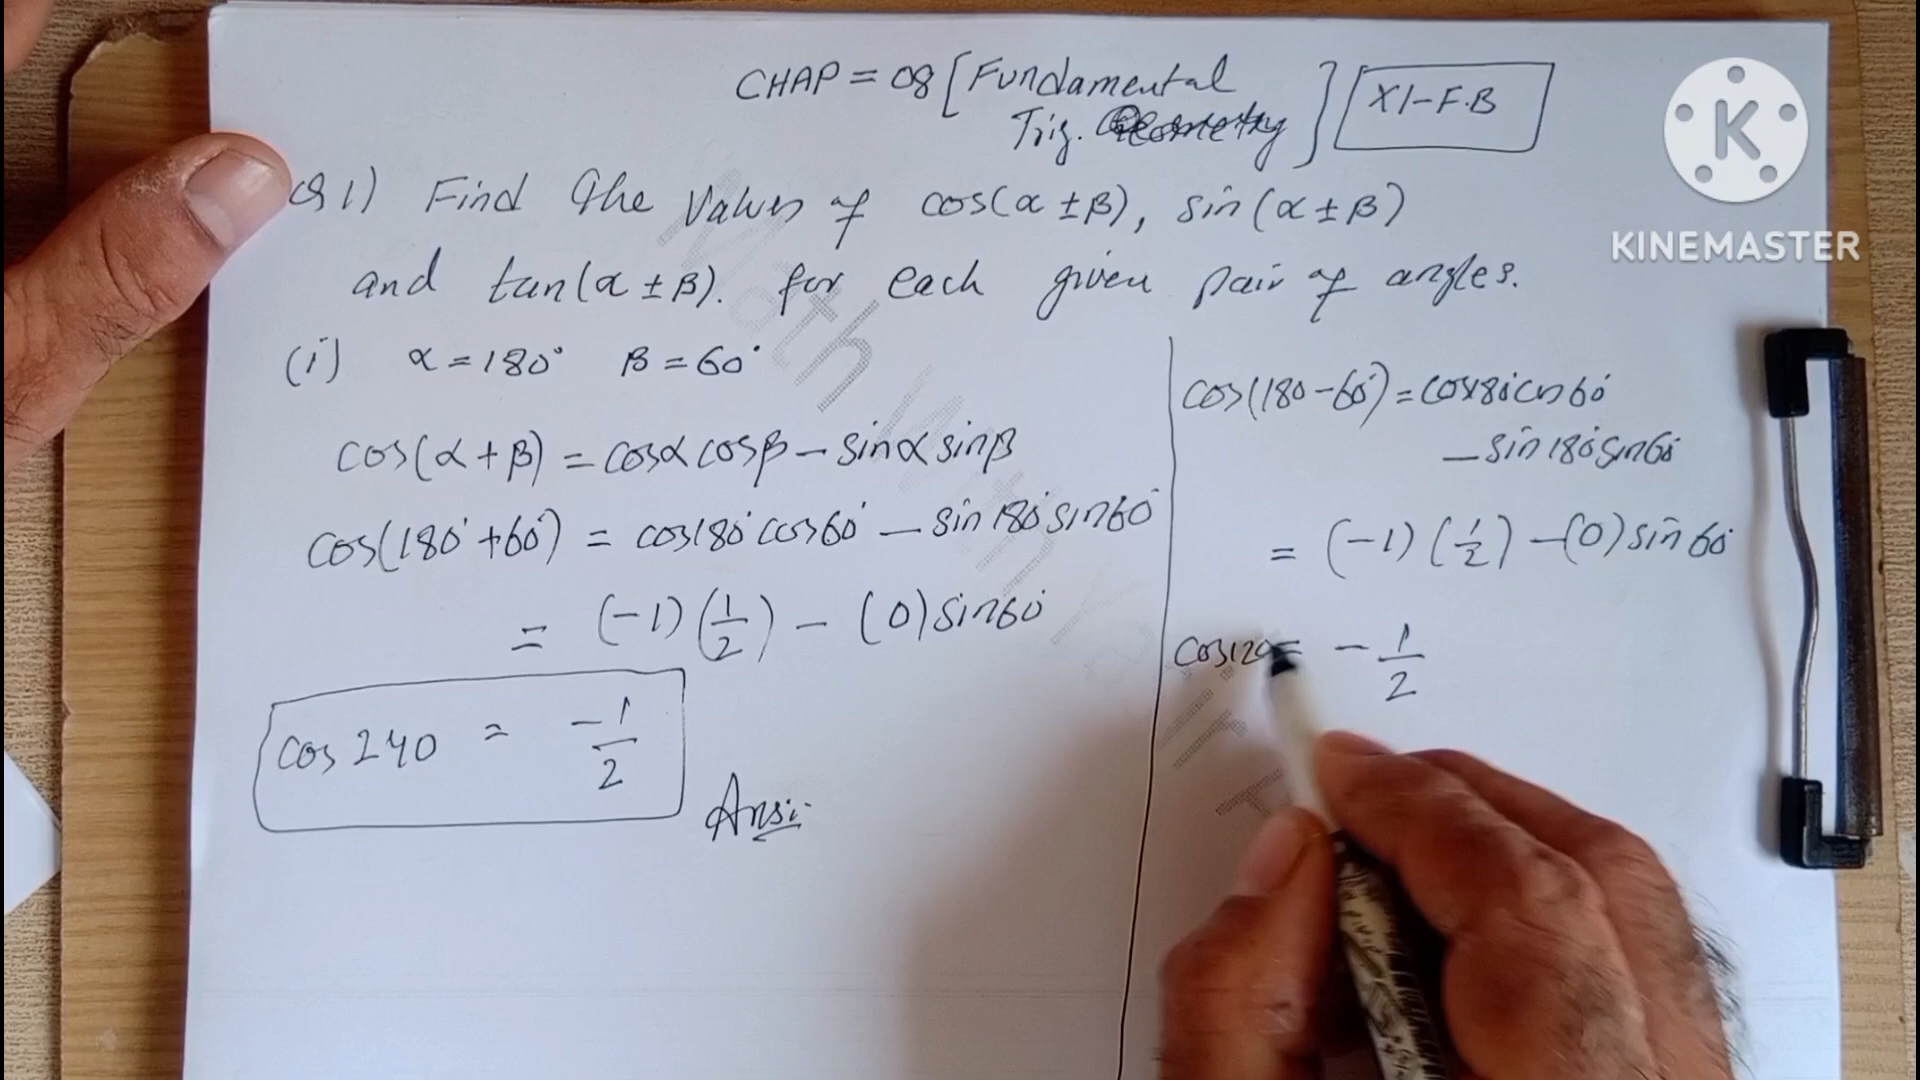 CHAP = 08 [Fundamental
Trig. ] XI-F.B
KINEMASTER
Q1) Find the Values of cos(α ± β), sin(α ± β)
and tan(α ± β). for each given pair of angles.
(i) α = 180° β = 60°
cos(α + β) = cosα cosβ - sinα sinβ
cos(180° + 60°) = cos180° cos60° - sin180° sin60°
= (-1) (1/2) - (0) sin60°
cos 240 = -1/2
Ans:
cos(180 - 60°) = cos180° cos60°
- sin180° sin60°
= (-1) (1/2) - (0) sin60°
cos120 = -1/2
Math With